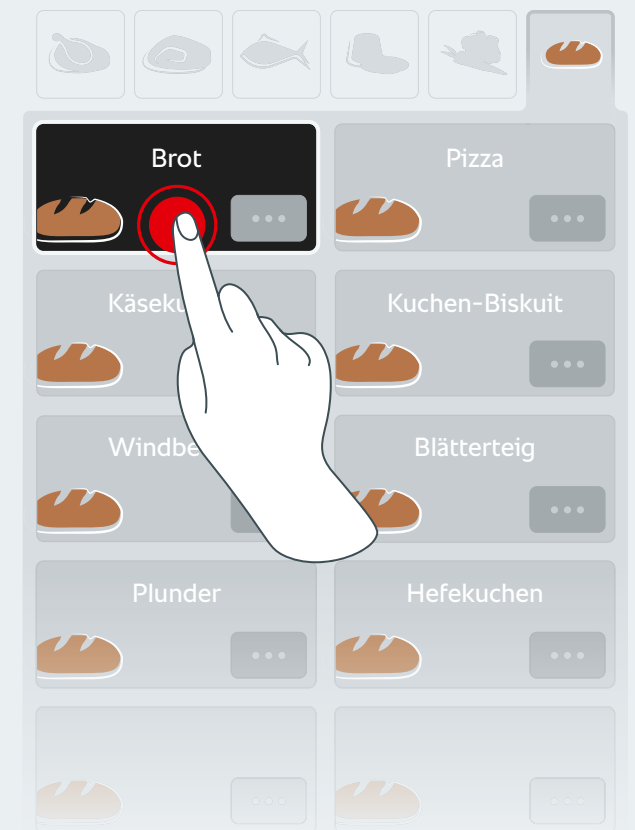 Brot
Pizza
Kuchen-Biskuit
Blätterteig
Plunder
Hefekuchen